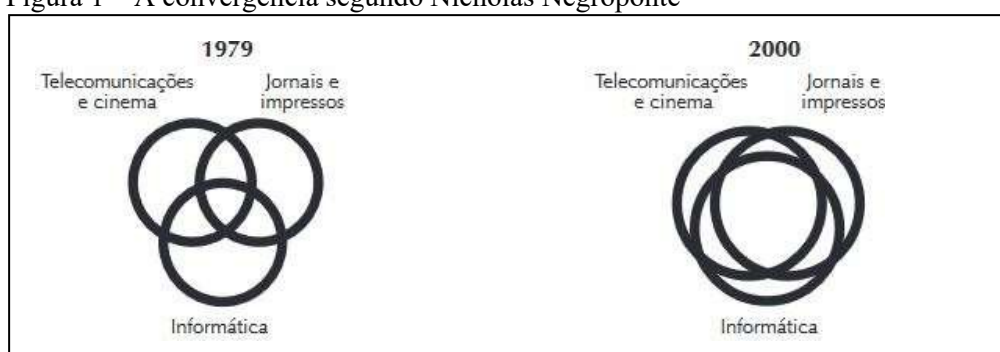 Figura 1 – A convergência segundo Nicholas Negroponte
1979
Telecomunicações
e cinema
Jornais e
impressos
Informática
2000
Telecomunicações
e cinema
Jornais e
impressos
Informática